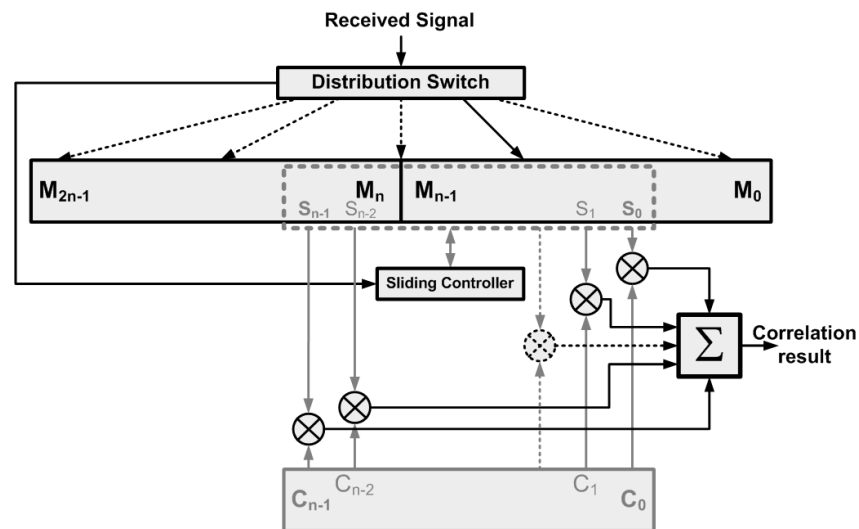 Received Signal
Distribution Switch
M2n-1 Mn Mn-1 M0
Sn-1 Sn-2 S1 S0
Sliding Controller
Σ
Correlation
result
Cn-1 Cn-2 C1 C0